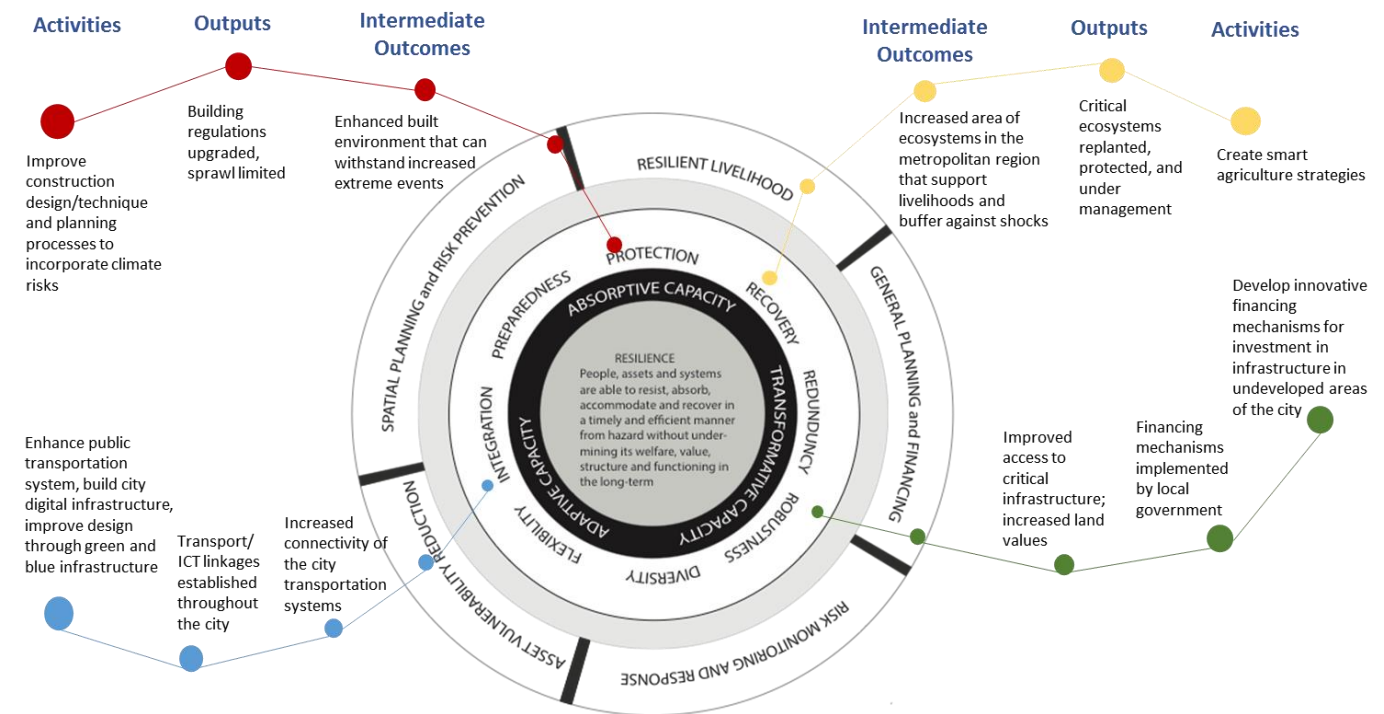 Activities
Outputs
Intermediate
Outcomes
Intermediate
Outcomes
Outputs
Activities
Improve
construction
design/technique
and planning
processes to
incorporate climate
risks
Building
regulations
upgraded,
sprawl limited
Enhanced built
environment that can
withstand increased
extreme events
Increased area of
ecosystems in the
metropolitan region
that support
livelihoods and
buffer against shocks
Critical
ecosystems
replanted,
protected, and
under
management
Create smart
agriculture strategies
SPATIAL PLANNING and RISK PREVENTION
RESILIENT LIVELIHOOD
GENERAL PLANNING and FINANCING
RISK MONITORING AND RESPONSE
ASSET VULNERABILITY REDUCTION
PROTECTION
RECOVERY
REDUNDUNCY
ROBUSTNESS
DIVERSITY
FLEXIBILITY
INTEGRATION
PREPAREDNESS
ABSORPTIVE CAPACITY
TRANSFORMATIVE CAPACITY
ADAPTIVE CAPACITY
RESILIENCE
People, assets and systems
are able to resist, absorb,
accommodate and recover in
a timely and efficient manner
from hazard without under-
mining its welfare, value,
structure and functioning in
the long-term
Enhance public
transportation
system, build city
digital infrastructure,
improve design
through green and
blue infrastructure
Transport/
ICT linkages
established
throughout
the city
Increased
connectivity of
the city
transportation
systems
Improved
access to
critical
infrastructure;
increased land
values
Financing
mechanisms
implemented
by local
government
Develop innovative
financing
mechanisms for
investment in
infrastructure in
undeveloped areas
of the city